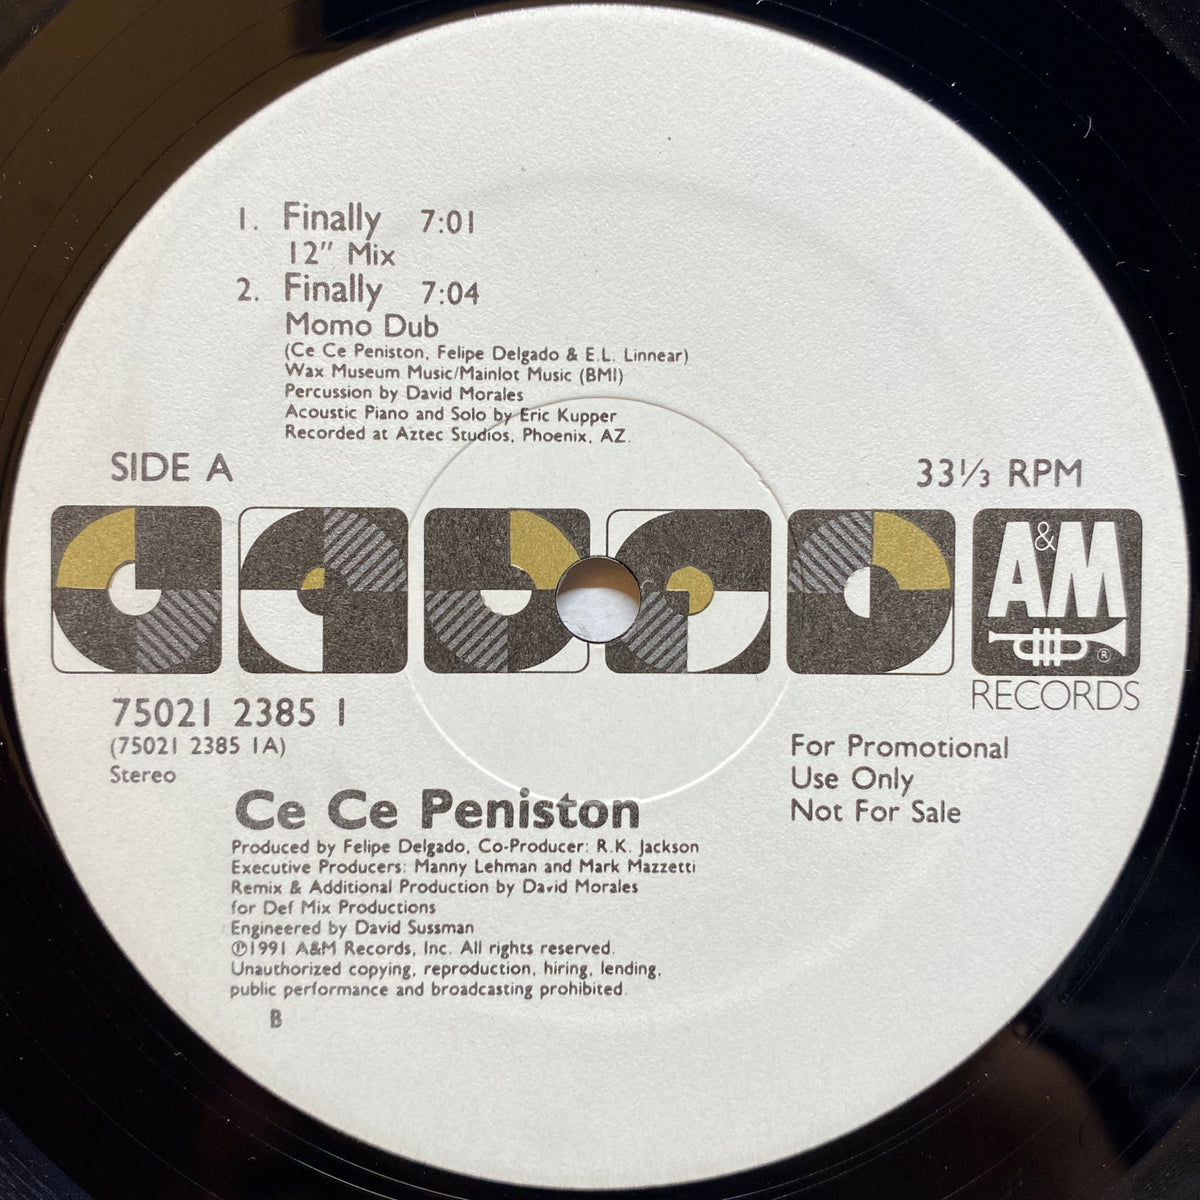 1. Finally 7:01
12" Mix
2. Finally 7:04
Momo Dub
(Ce Ce Peniston, Felipe Delgado & E.L. Linnear)
Wax Museum Music/Mainlot Music (BMI)
Percussion by David Morales
Acoustic Piano and Solo by Eric Kupper
Recorded at Aztec Studios, Phoenix, AZ.
SIDE A
33⅓ RPM
A&M
®
RECORDS
75021 2385 1
(75021 2385 1A)
Stereo
For Promotional
Use Only
Not For Sale
Ce Ce Peniston
Produced by Felipe Delgado, Co-Producer: R.K. Jackson
Executive Producers: Manny Lehman and Mark Mazzetti
Remix & Additional Production by David Morales
for Def Mix Productions
Engineered by David Sussman
℗1991 A&M Records, Inc. All rights reserved.
Unauthorized copying, reproduction, hiring, lending,
public performance and broadcasting prohibited.
B